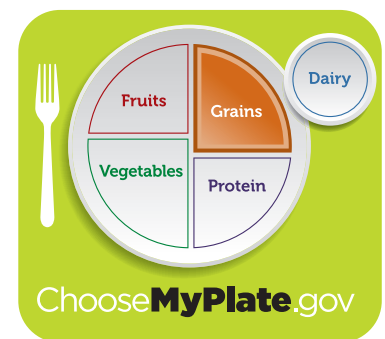 Dairy
Fruits
Grains
Vegetables
Protein
ChooseMyPlate.gov